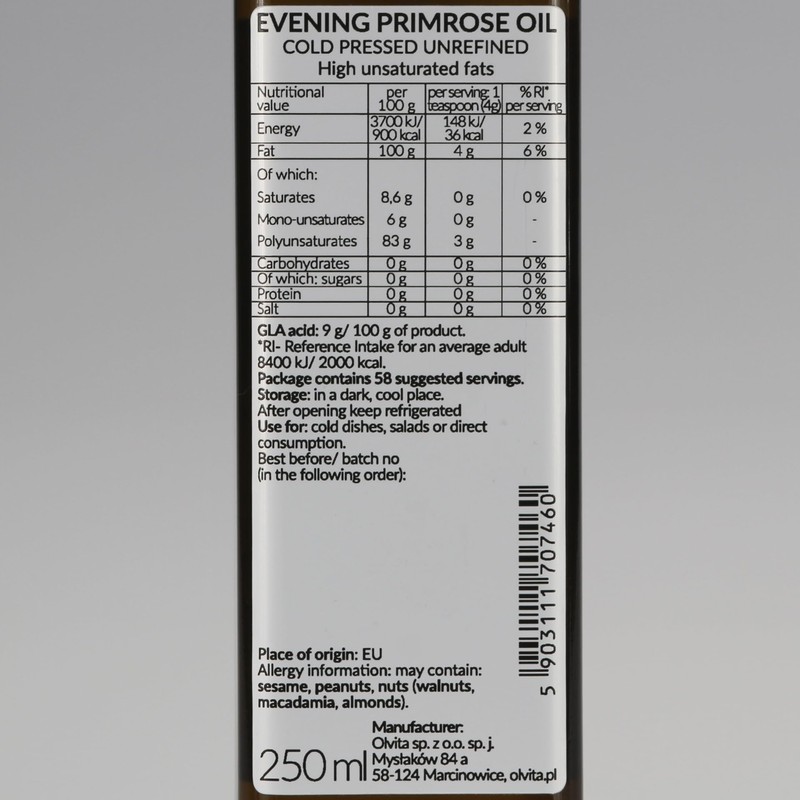 EVENING PRIMROSE OIL
COLD PRESSED UNREFINED
High unsaturated fats
Nutritional value per 100 g per serving: 1 teaspoon (4g) % RI* per serving
Energy 3700 kJ/ 900 kcal 148 kJ/ 36 kcal 2 %
Fat 100 g 4 g 6 %
Of which:
Saturates 8,6 g 0 g 0 %
Mono-unsaturates 6 g 0 g -
Polyunsaturates 83 g 3 g -
Carbohydrates 0 g 0 g 0 %
Of which: sugars 0 g 0 g 0 %
Protein 0 g 0 g 0 %
Salt 0 g 0 g 0 %
GLA acid: 9 g/ 100 g of product.
*RI- Reference Intake for an average adult
8400 kJ/ 2000 kcal.
Package contains 58 suggested servings.
Storage: in a dark, cool place.
After opening keep refrigerated
Use for: cold dishes, salads or direct
consumption.
Best before/ batch no
(in the following order):
5 903111 707460
Place of origin: EU
Allergy information: may contain:
sesame, peanuts, nuts (walnuts,
macadamia, almonds).
Manufacturer:
Olvita sp. z o.o. sp. j.
Mysłaków 84 a
58-124 Marcinowice, olvita.pl
250 ml